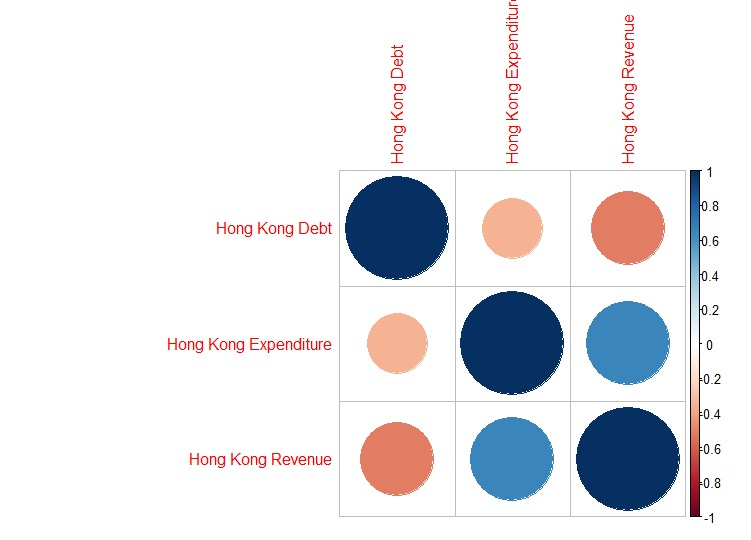 Hong Kong Debt
Hong Kong Expenditure
Hong Kong Revenue
Hong Kong Debt
Hong Kong Expenditure
Hong Kong Revenue
1
0.8
0.6
0.4
0.2
0
0.2
0.4
0.6
0.8
-1